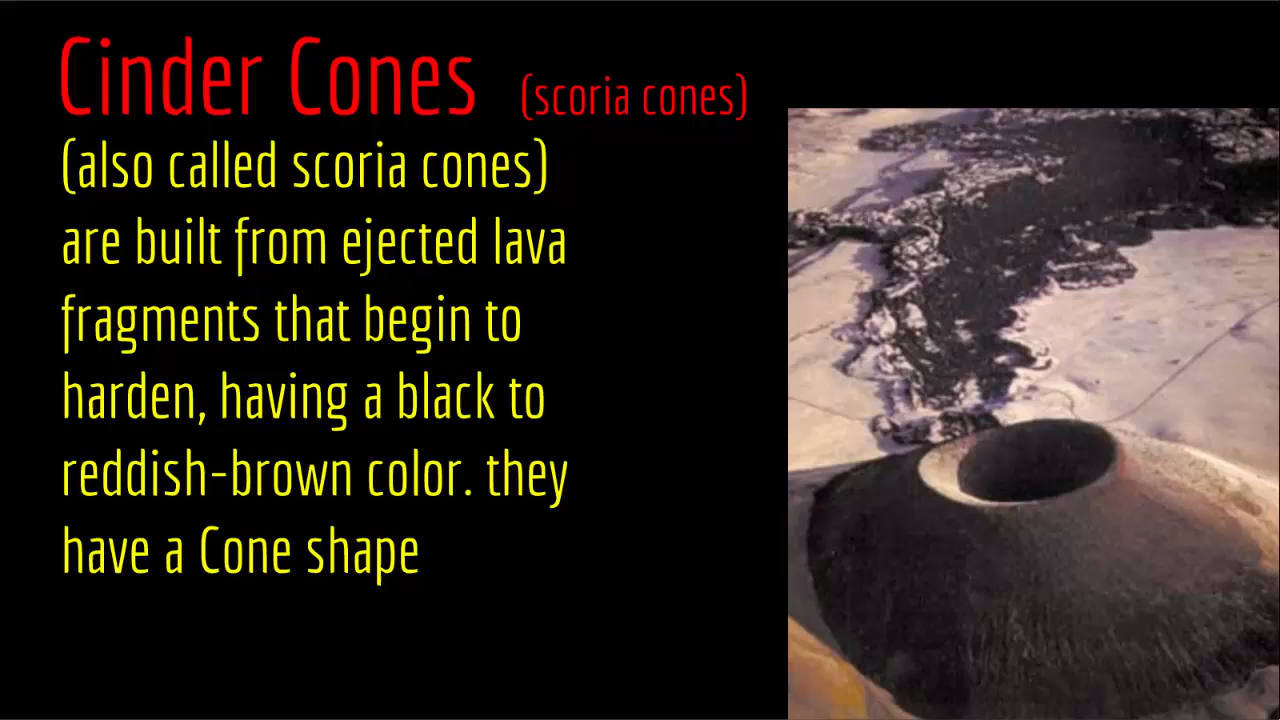 Cinder Cones (scoria cones)
(also called scoria cones)
are built from ejected lava
fragments that begin to
harden, having a black to
reddish-brown color. they
have a Cone shape